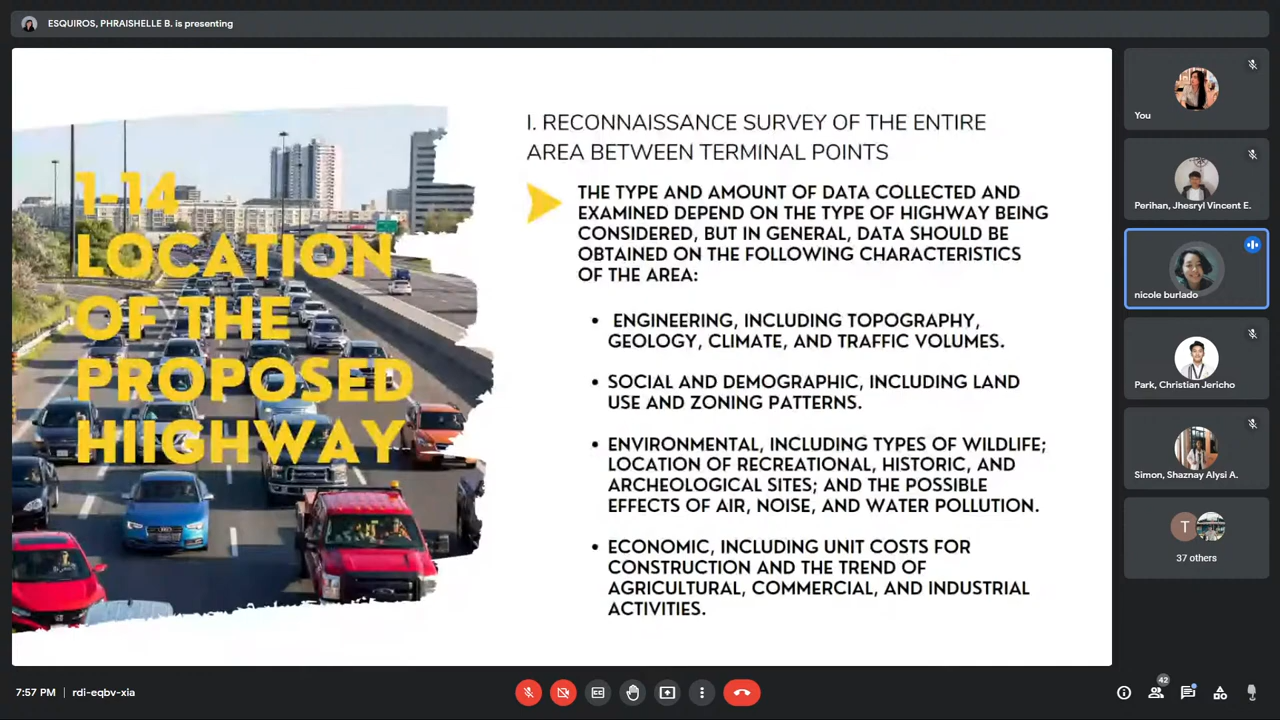 ESQUIROS, PHRAISHELLE B. is presenting
1-14
LOCATION
OF THE
PROPOSED
HIIGHWAY
I. RECONNAISSANCE SURVEY OF THE ENTIRE
AREA BETWEEN TERMINAL POINTS
THE TYPE AND AMOUNT OF DATA COLLECTED AND
EXAMINED DEPEND ON THE TYPE OF HIGHWAY BEING
CONSIDERED, BUT IN GENERAL, DATA SHOULD BE
OBTAINED ON THE FOLLOWING CHARACTERISTICS
OF THE AREA:
• ENGINEERING, INCLUDING TOPOGRAPHY,
GEOLOGY, CLIMATE, AND TRAFFIC VOLUMES.
• SOCIAL AND DEMOGRAPHIC, INCLUDING LAND
USE AND ZONING PATTERNS.
• ENVIRONMENTAL, INCLUDING TYPES OF WILDLIFE;
LOCATION OF RECREATIONAL, HISTORIC, AND
ARCHEOLOGICAL SITES; AND THE POSSIBLE
EFFECTS OF AIR, NOISE, AND WATER POLLUTION.
• ECONOMIC, INCLUDING UNIT COSTS FOR
CONSTRUCTION AND THE TREND OF
AGRICULTURAL, COMMERCIAL, AND INDUSTRIAL
ACTIVITIES.
You
Perihan, Jhesryl Vincent E.
nicole burlado
Park, Christian Jericho
Simon, Shaznay Alysi A.
T
37 others
7:57 PM | rdi-eqbv-xia
42